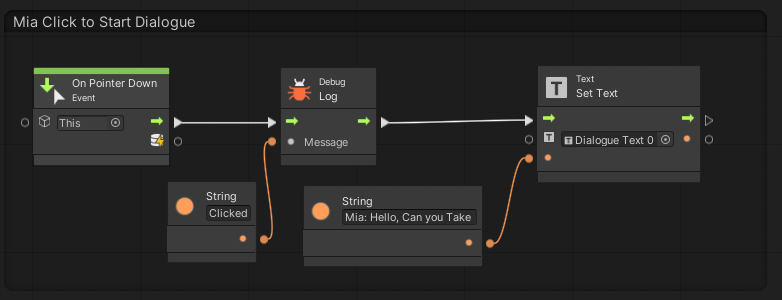 Mia Click to Start Dialogue
On Pointer Down
Event
This
Debug
Log
Message
Text
Set Text
T
T Dialogue Text 0
String
Clicked
String
Mia: Hello, Can you Take